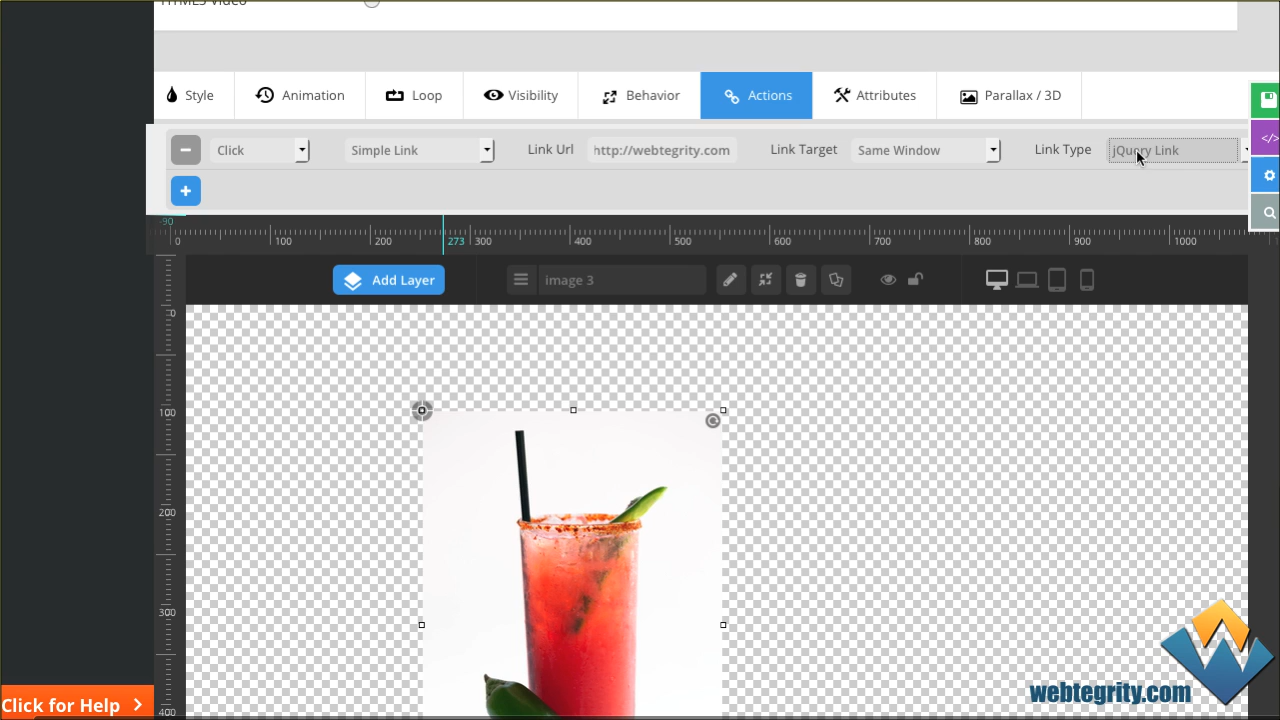 HTML5 Video
Style Animation Loop Visibility Behavior Actions Attributes Parallax / 3D
Click Simple Link Link Url http://webtegrity.com Link Target Same Window Link Type jQuery Link
-90
0 100 200 273 300 400 500 600 700 800 900 1000
Add Layer image 3
0
100
200
300
400
btegrity.com
Click for Help